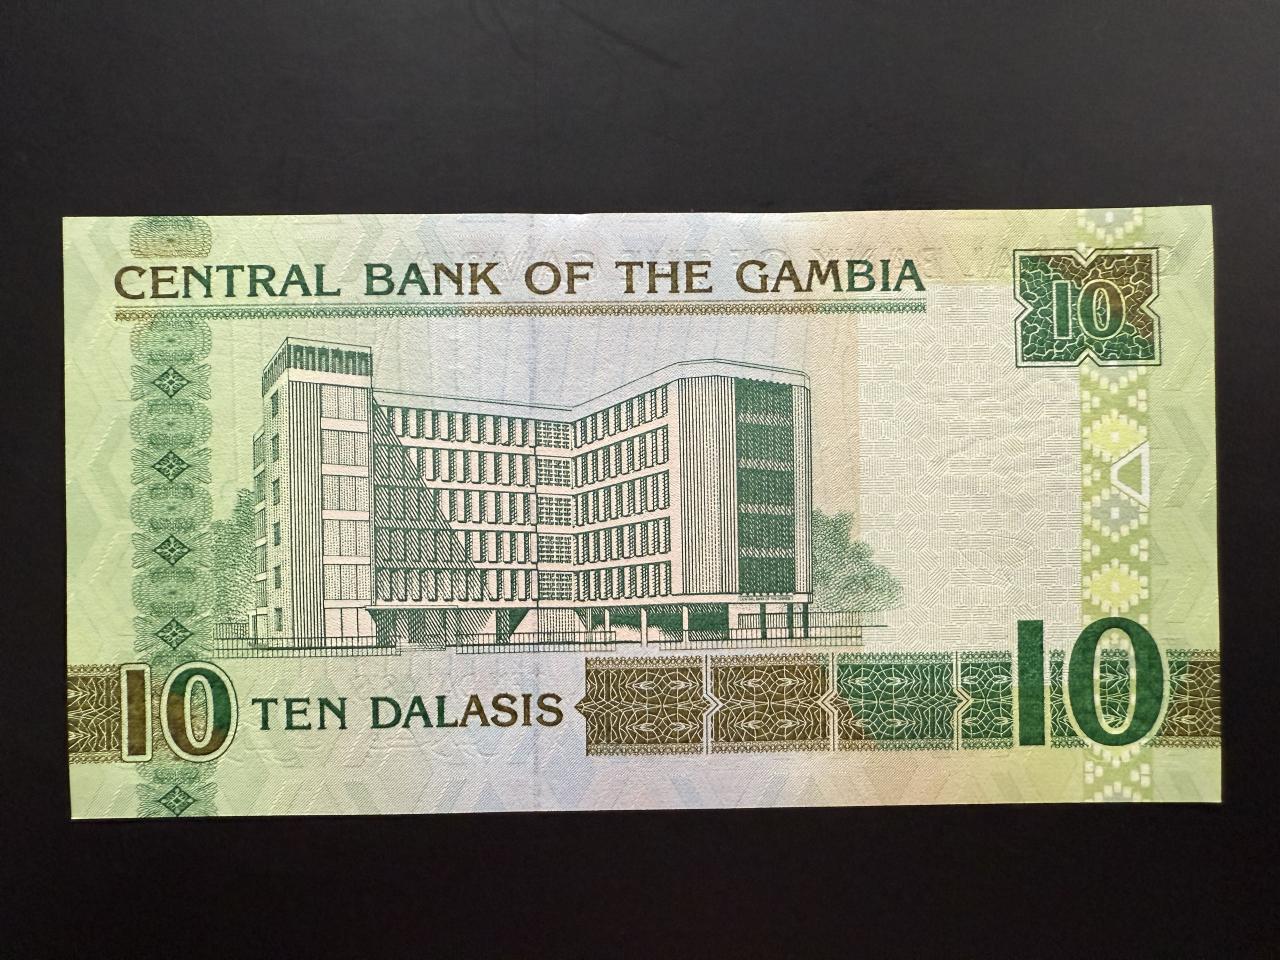 CENTRAL BANK OF THE GAMBIA
10
10 TEN DALASIS
10